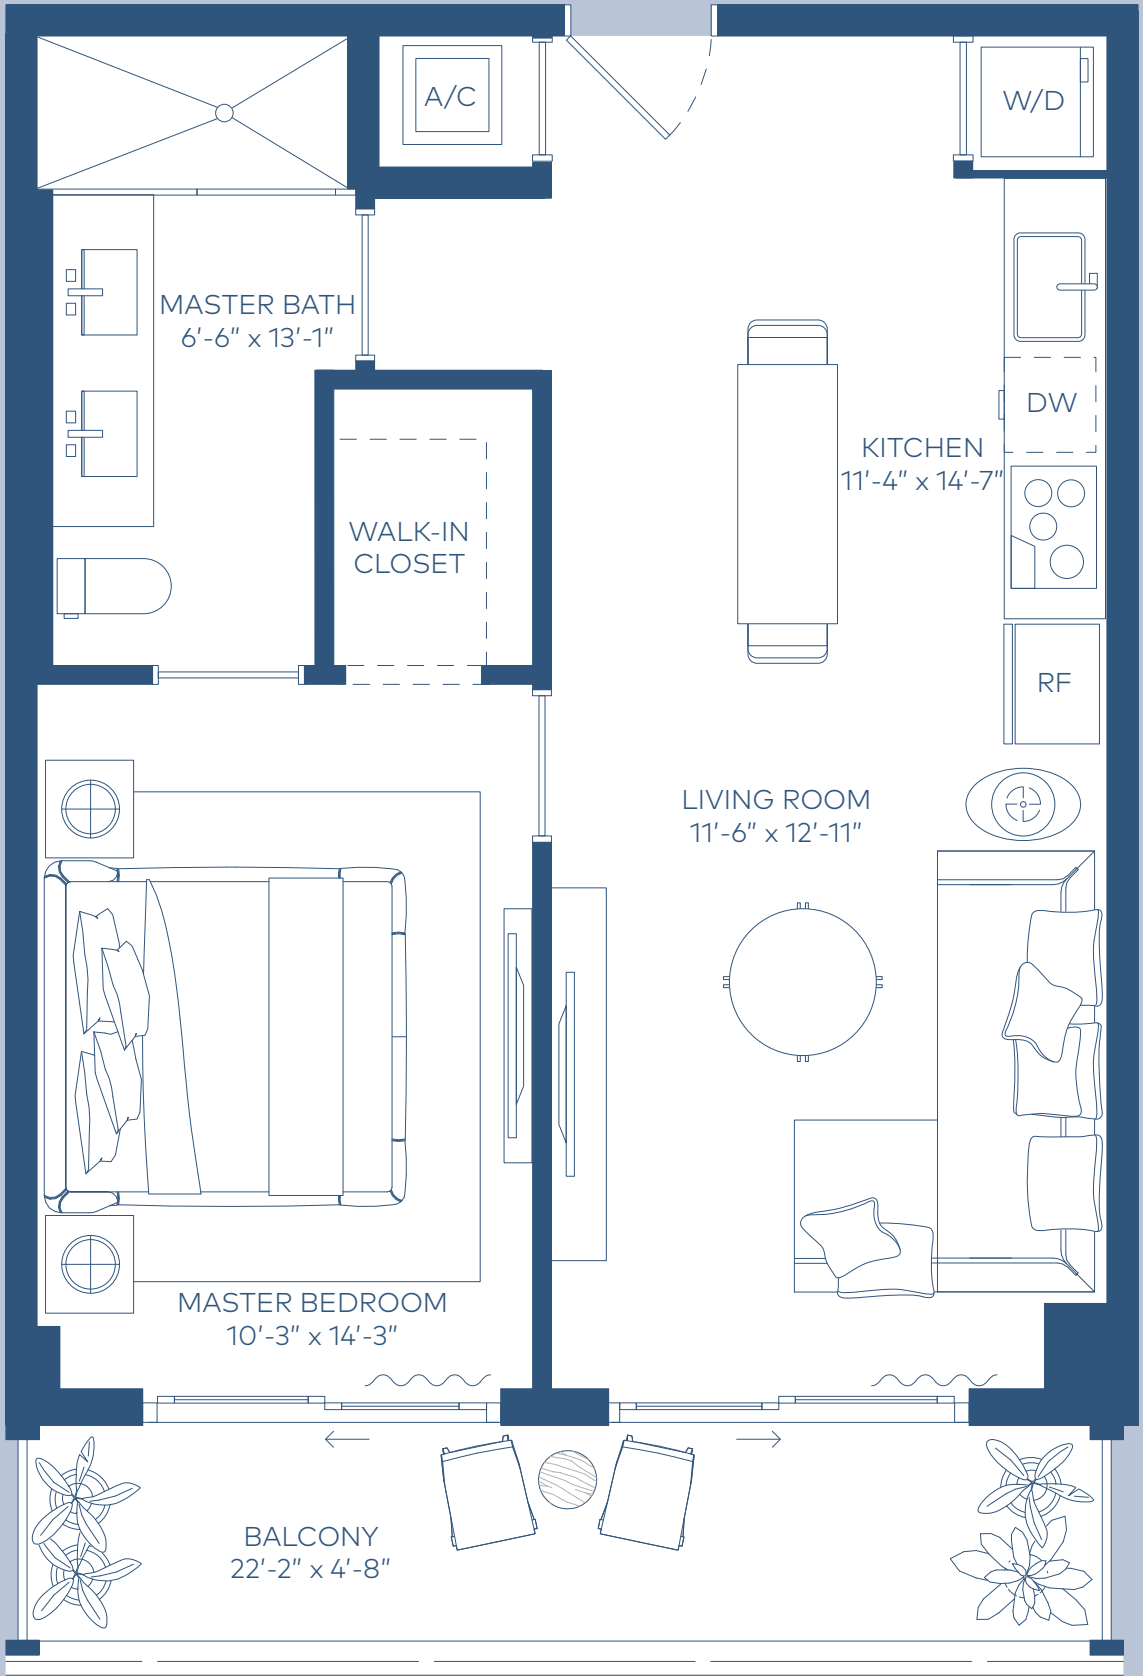 A/C
W/D
MASTER BATH
6'-6" x 13'-1"
DW
KITCHEN
11'-4" x 14'-7"
WALK-IN
CLOSET
RF
LIVING ROOM
11'-6" x 12'-11"
MASTER BEDROOM
10'-3" x 14'-3"
BALCONY
22'-2" x 4'-8"